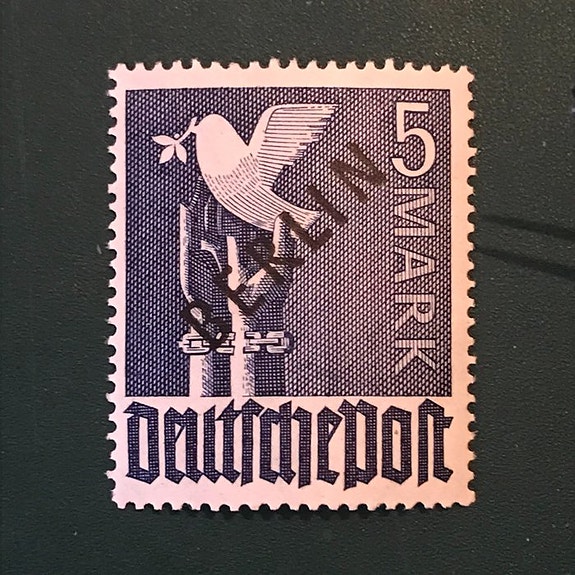 5 MARK
BERLIN
Deutſche Poſt